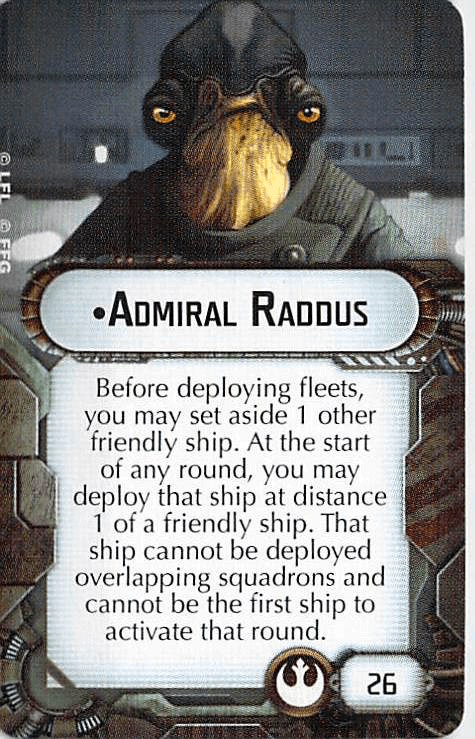 © LFL © FFG
•ADMIRAL RADDUS
Before deploying fleets,
you may set aside 1 other
friendly ship. At the start
of any round, you may
deploy that ship at distance
1 of a friendly ship. That
ship cannot be deployed
overlapping squadrons and
cannot be the first ship to
activate that round.
26